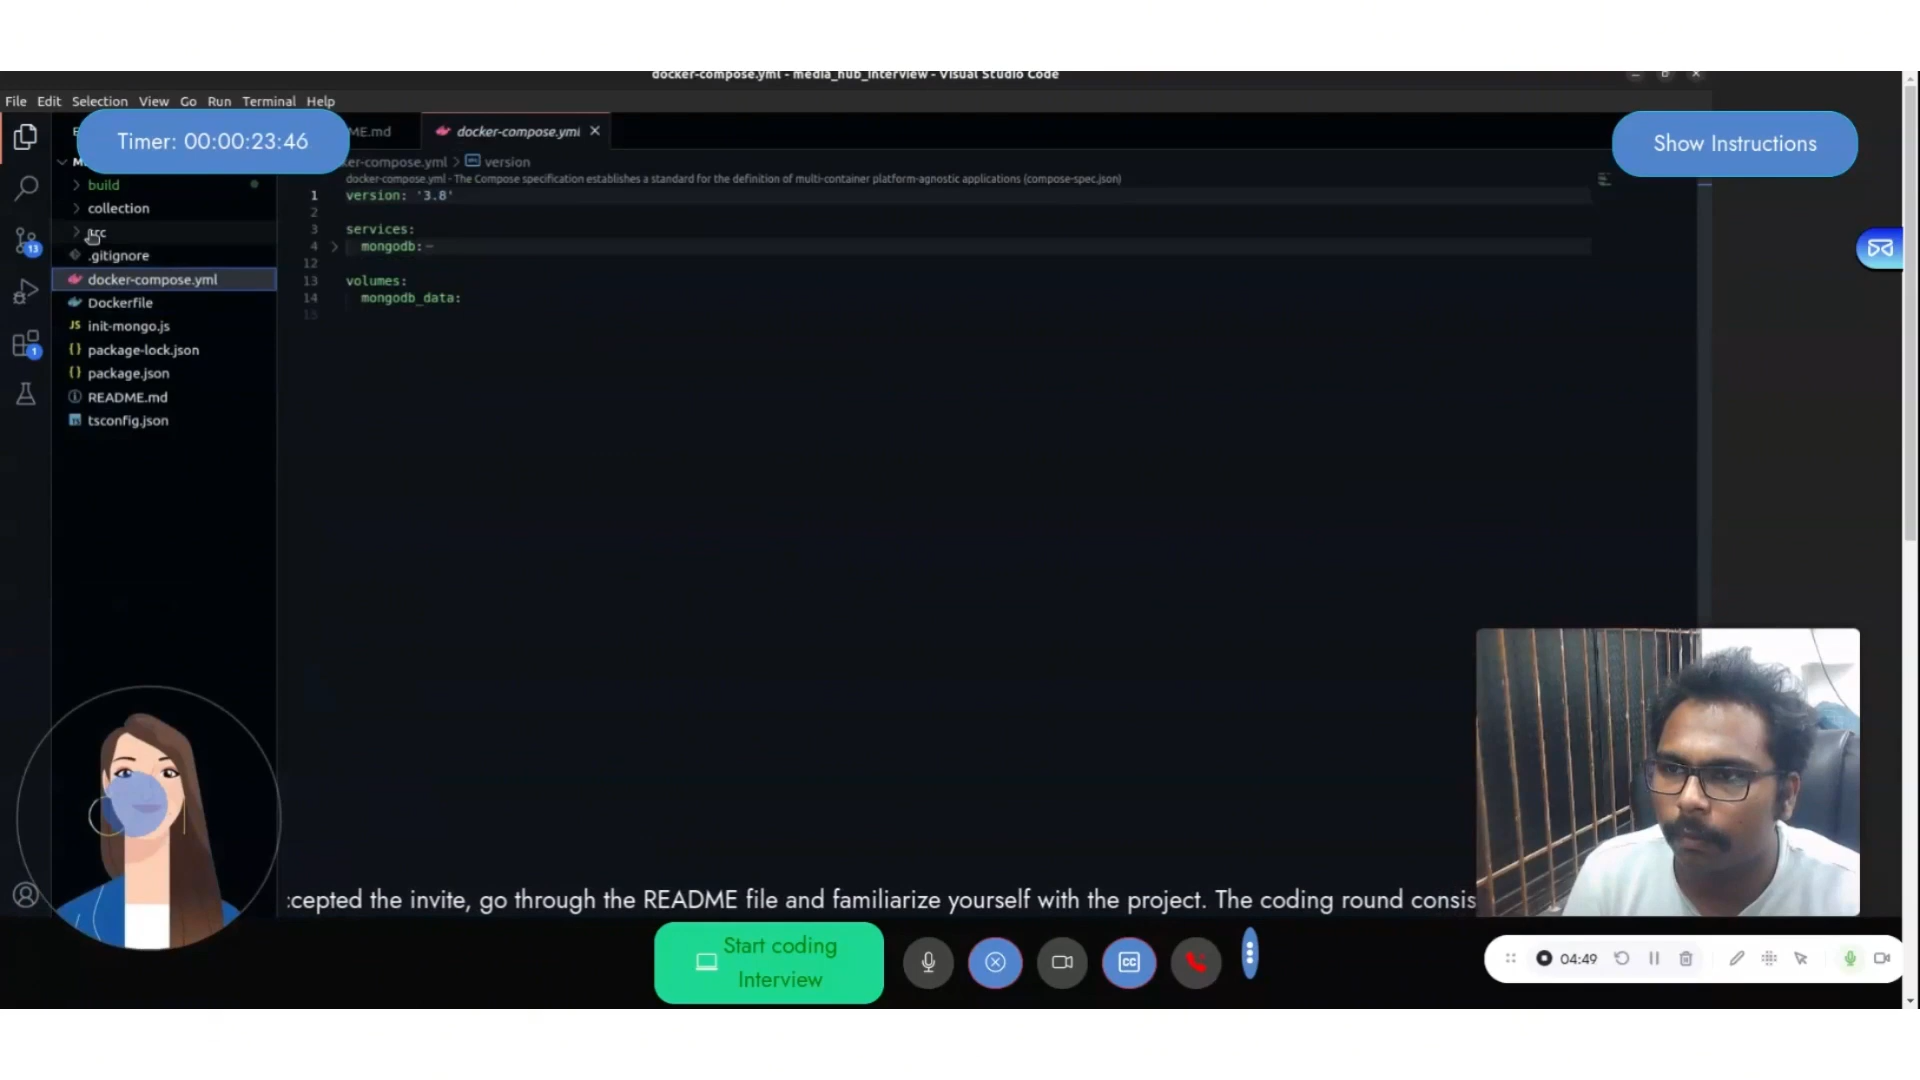 docker-compose.yml - media_hub_interview - Visual Studio Code
File Edit Selection View Go Run Terminal Help
Timer: 00:00:23:46
ME.md
docker-compose.yml
Show Instructions
ker-compose.yml > version
docker-compose.yml - The Compose specification establishes a standard for the definition of multi-container platform-agnostic applications (compose-spec.json)
build
collection
src
.gitignore
docker-compose.yml
Dockerfile
init-mongo.js
package-lock.json
package.json
README.md
tsconfig.json
13
1
1 version: '3.8'
2
3 services:
4 mongodb:
12
13 volumes:
14 mongodb_data:
15
ccepted the invite, go through the README file and familiarize yourself with the project. The coding round consis
Start coding
Interview
CC
04:49